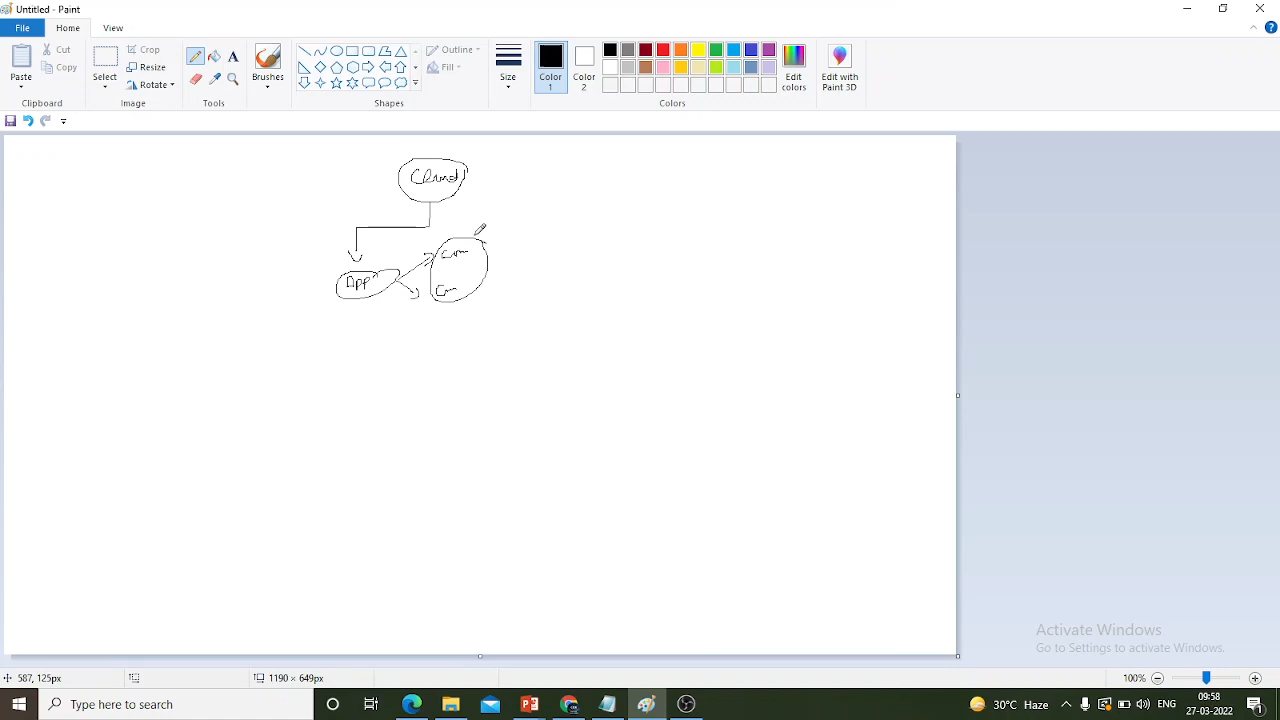 Untitled - Paint
File Home View
Paste
Cut
Copy
Clipboard
Select
Crop
Resize
Rotate
Image
A
Tools
Brushes
Shapes
Outline
Fill
Size
Color 1
Color 2
Edit colors
Colors
Edit with Paint 3D
Cloud
App
Activate Windows
Go to Settings to activate Windows.
587, 125px
1190 × 649px
100%
Type here to search
30°C Haze
ENG
09:58
27-03-2022